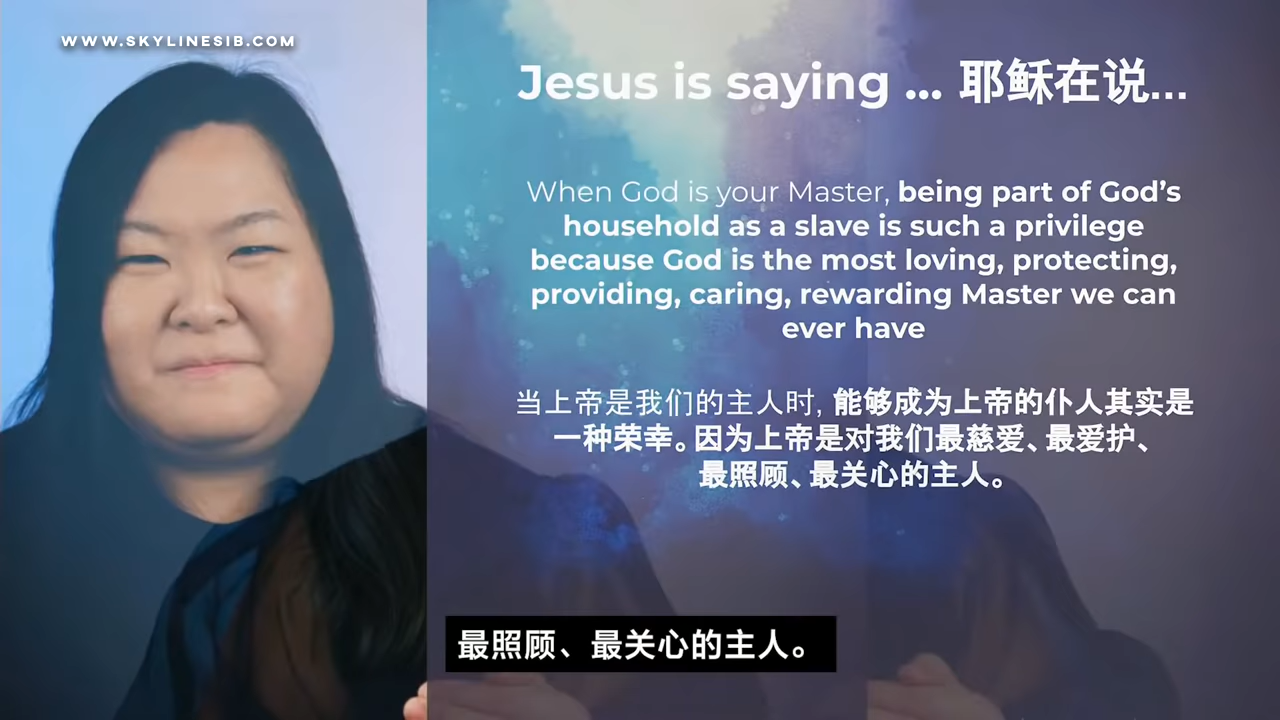 WWW.SKYLINESIB.COM
Jesus is saying ... 耶稣在说...
When God is your Master, being part of God’s
household as a slave is such a privilege
because God is the most loving, protecting,
providing, caring, rewarding Master we can
ever have
当上帝是我们的主人时, 能够成为上帝的仆人其实是
一种荣幸。因为上帝是对我们最慈爱、最爱护、
最照顾、最关心的主人。
最照顾、最关心的主人。